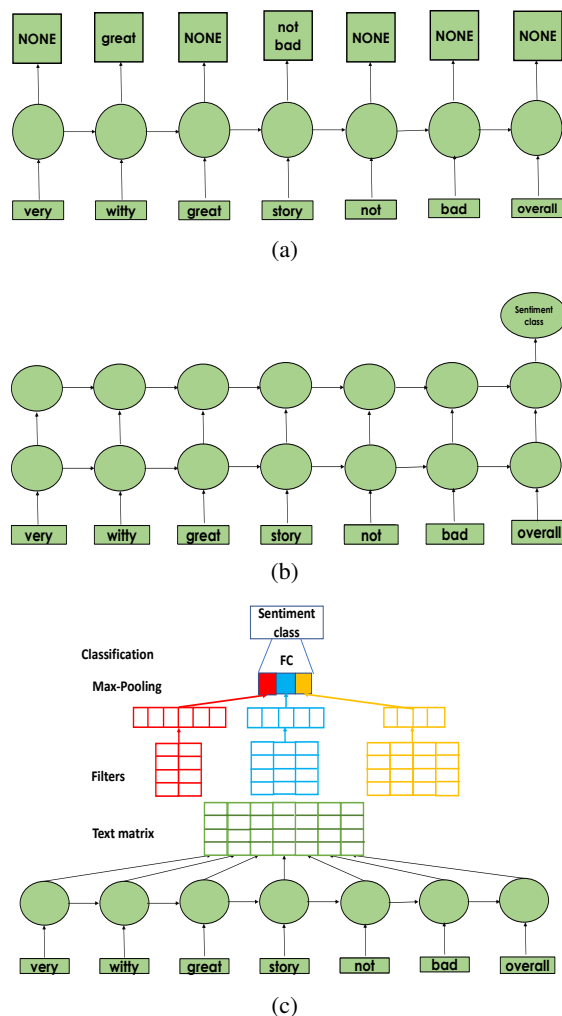 NONE great NONE not bad NONE NONE NONE
very witty great story not bad overall
(a)
Sentiment class
very witty great story not bad overall
(b)
Sentiment class
Classification
FC
Max-Pooling
Filters
Text matrix
very witty great story not bad overall
(c)